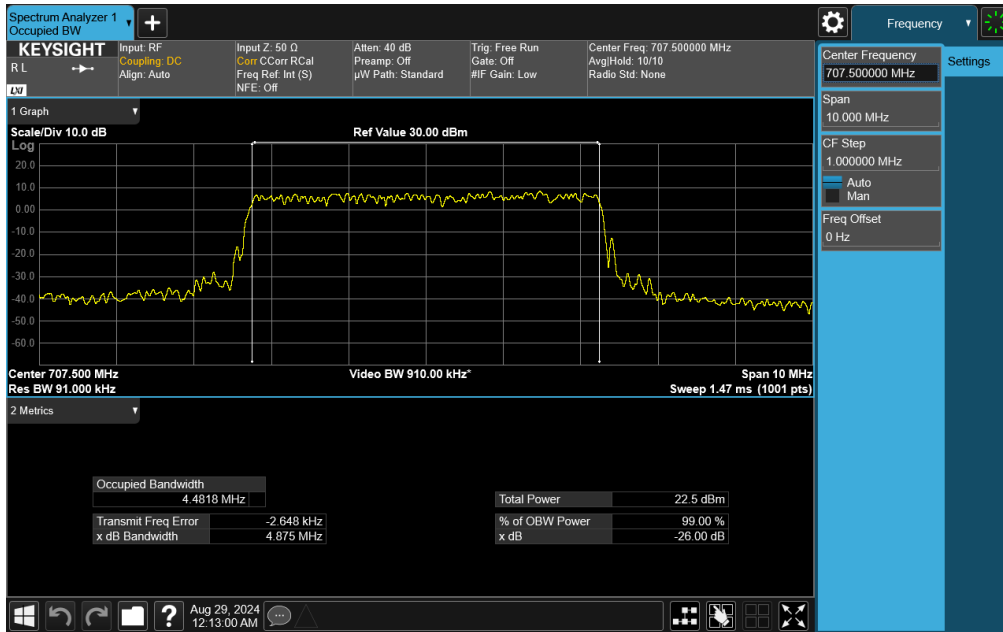 Spectrum Analyzer 1
Occupied BW
Frequency
KEYSIGHT
R L
LXI
Input: RF
Coupling: DC
Align: Auto
Input Z: 50 Ω
Corr CCorr RCal
Freq Ref: Int (S)
NFE: Off
Atten: 40 dB
Preamp: Off
µW Path: Standard
Trig: Free Run
Gate: Off
#IF Gain: Low
Center Freq: 707.500000 MHz
Avg|Hold: 10/10
Radio Std: None
Center Frequency
707.500000 MHz
Settings
Span
10.000 MHz
CF Step
1.000000 MHz
Auto
Man
Freq Offset
0 Hz
1 Graph
Scale/Div 10.0 dB
Ref Value 30.00 dBm
Log
20.0
10.0
0.00
-10.0
-20.0
-30.0
-40.0
-50.0
-60.0
Center 707.500 MHz
Video BW 910.00 kHz*
Span 10 MHz
Res BW 91.000 kHz
Sweep 1.47 ms (1001 pts)
2 Metrics
Occupied Bandwidth
4.4818 MHz
Total Power 22.5 dBm
Transmit Freq Error -2.648 kHz
% of OBW Power 99.00 %
x dB Bandwidth 4.875 MHz
x dB -26.00 dB
Aug 29, 2024
12:13:00 AM